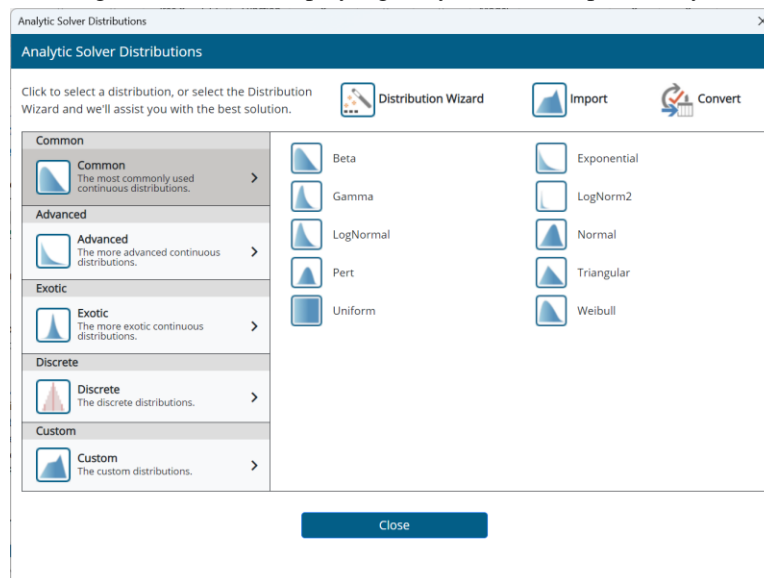 Analytic Solver Distributions
Analytic Solver Distributions
Click to select a distribution, or select the Distribution
Wizard and we'll assist you with the best solution.
Distribution Wizard
Import
Convert
Common
Common
The most commonly used
continuous distributions.
Advanced
Advanced
The more advanced continuous
distributions.
Exotic
Exotic
The more exotic continuous
distributions.
Discrete
Discrete
The discrete distributions.
Custom
Custom
The custom distributions.
Beta
Exponential
Gamma
LogNorm2
LogNormal
Normal
Pert
Triangular
Uniform
Weibull
Close